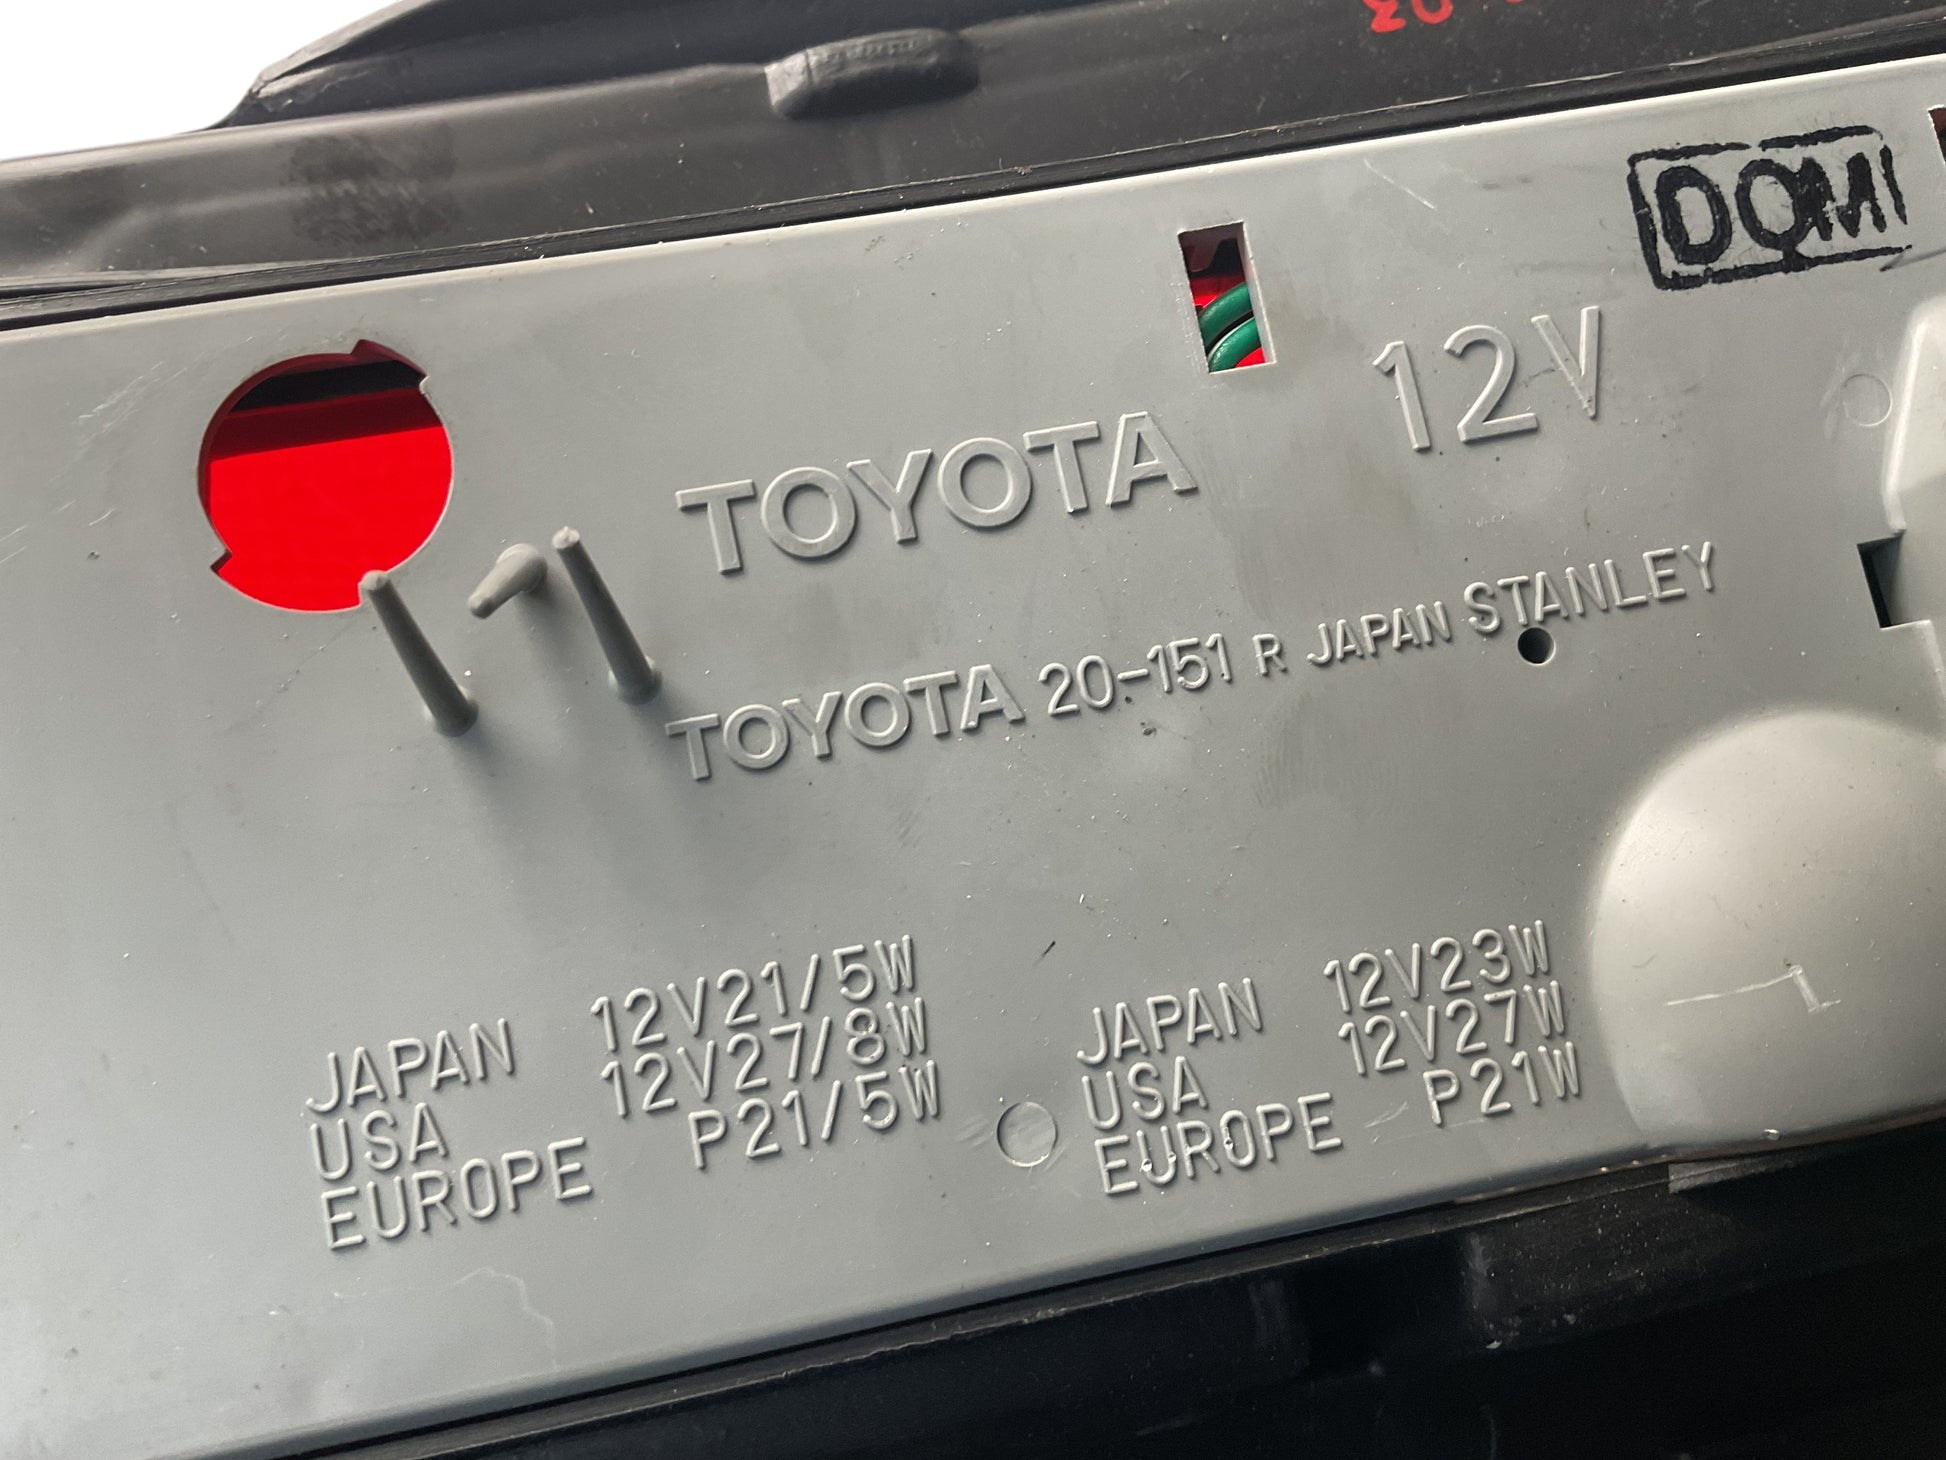 DOM
TOYOTA 12V
TOYOTA 20-151 R JAPAN STANLEY
JAPAN 12V21/5W
USA 12V27/8W
EUROPE P21/5W
JAPAN 12V23W
USA 12V27W
EUROPE P21W